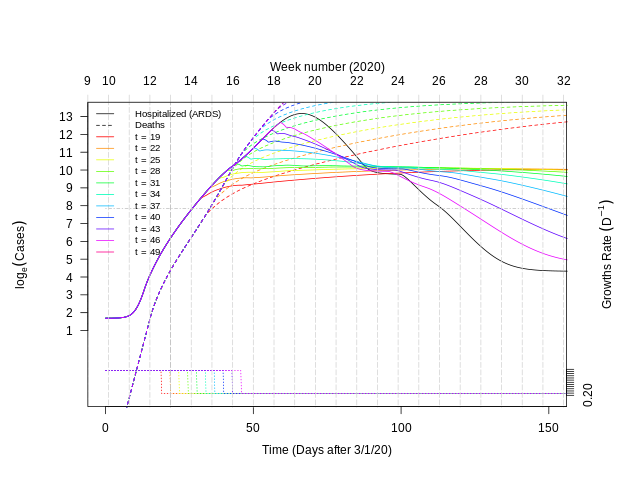 Week number (2020)
9 10 12 14 16 18 19 20 22 24 26 28 29 30 32
Hospitalized (ARDS)
Deaths
t = 19
t = 22
t = 25
t = 28
t = 31
t = 34
t = 37
t = 40
t = 43
t = 46
t = 49
13
12
11
10
9
8
7
6
5
4
3
2
1
logₑ(Cases)
Growths Rate (D⁻¹)
0.20
0 50 100 150
Time (Days after 3/1/20)